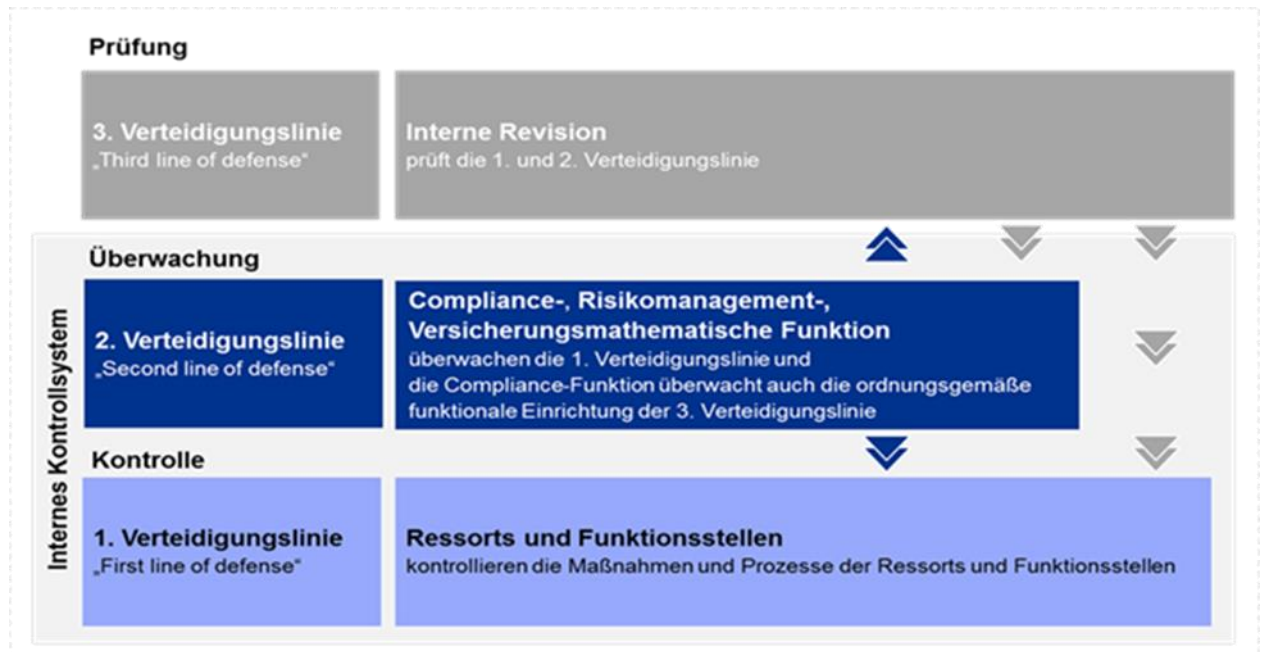 Prüfung
3. Verteidigungslinie
„Third line of defense“
Interne Revision
prüft die 1. und 2. Verteidigungslinie
Internes Kontrollsystem
Überwachung
2. Verteidigungslinie
„Second line of defense“
Compliance-, Risikomanagement-,
Versicherungsmathematische Funktion
überwachen die 1. Verteidigungslinie und
die Compliance-Funktion überwacht auch die ordnungsgemäße
funktionale Einrichtung der 3. Verteidigungslinie
Kontrolle
1. Verteidigungslinie
„First line of defense“
Ressorts und Funktionsstellen
kontrollieren die Maßnahmen und Prozesse der Ressorts und Funktionsstellen